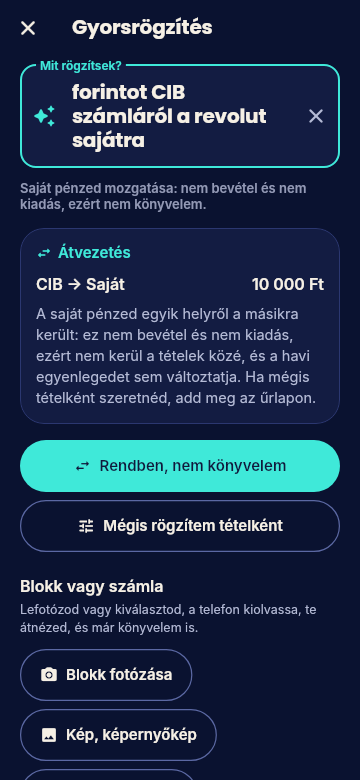 Gyorsrögzítés
Mit rögzítsek?
forintot CIB
számláról a revolut
sajátra
Saját pénzed mozgatása: nem bevétel és nem
kiadás, ezért nem könyvelem.
Átvezetés
CIB → Saját 10 000 Ft
A saját pénzed egyik helyről a másikra
került: ez nem bevétel és nem kiadás,
ezért nem kerül a tételek közé, és a havi
egyenlegedet sem változtatja. Ha mégis
tételként szeretnéd, add meg az űrlapon.
Rendben, nem könyvelem
Mégis rögzítem tételként
Blokk vagy számla
Lefotózod vagy kiválasztod, a telefon kiolvassa, te
átnézed, és már könyvelem is.
Blokk fotózása
Kép, képernyőkép